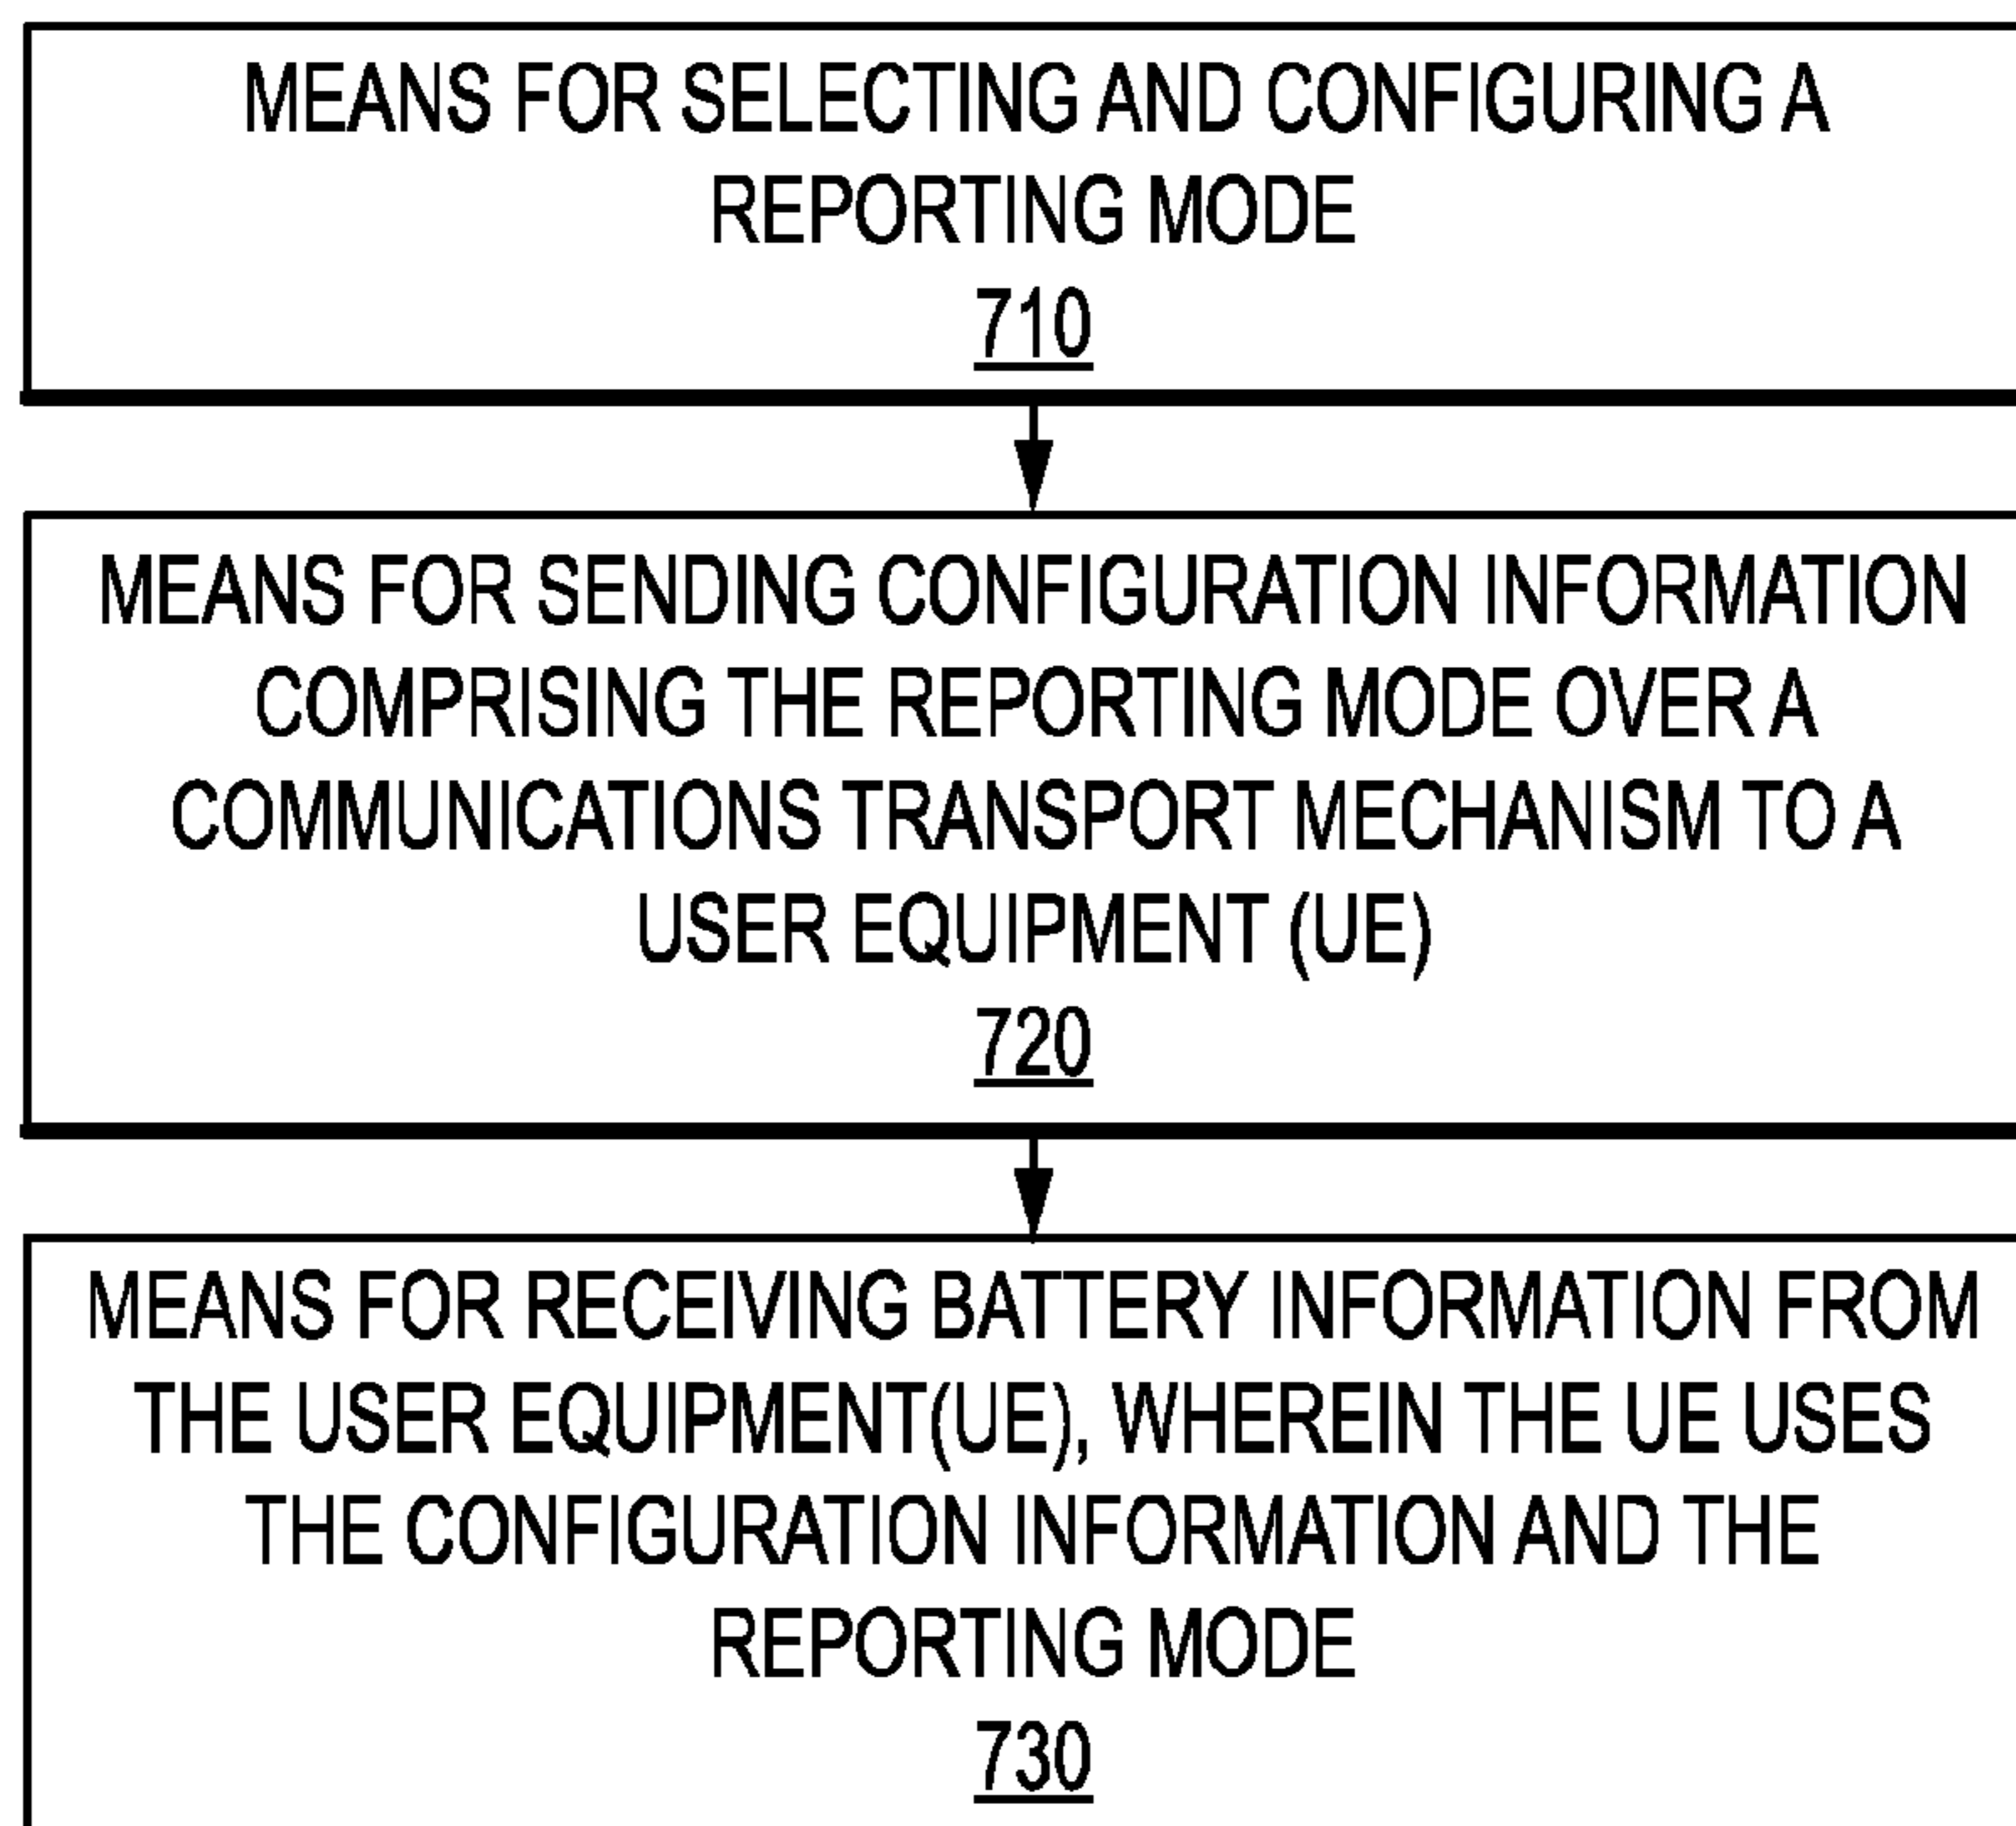 MEANS FOR SELECTING AND CONFIGURING A
REPORTING MODE
710
MEANS FOR SENDING CONFIGURATION INFORMATION
COMPRISING THE REPORTING MODE OVER A
COMMUNICATIONS TRANSPORT MECHANISM TO A
USER EQUIPMENT (UE)
720
MEANS FOR RECEIVING BATTERY INFORMATION FROM
THE USER EQUIPMENT(UE), WHEREIN THE UE USES
THE CONFIGURATION INFORMATION AND THE
REPORTING MODE
730